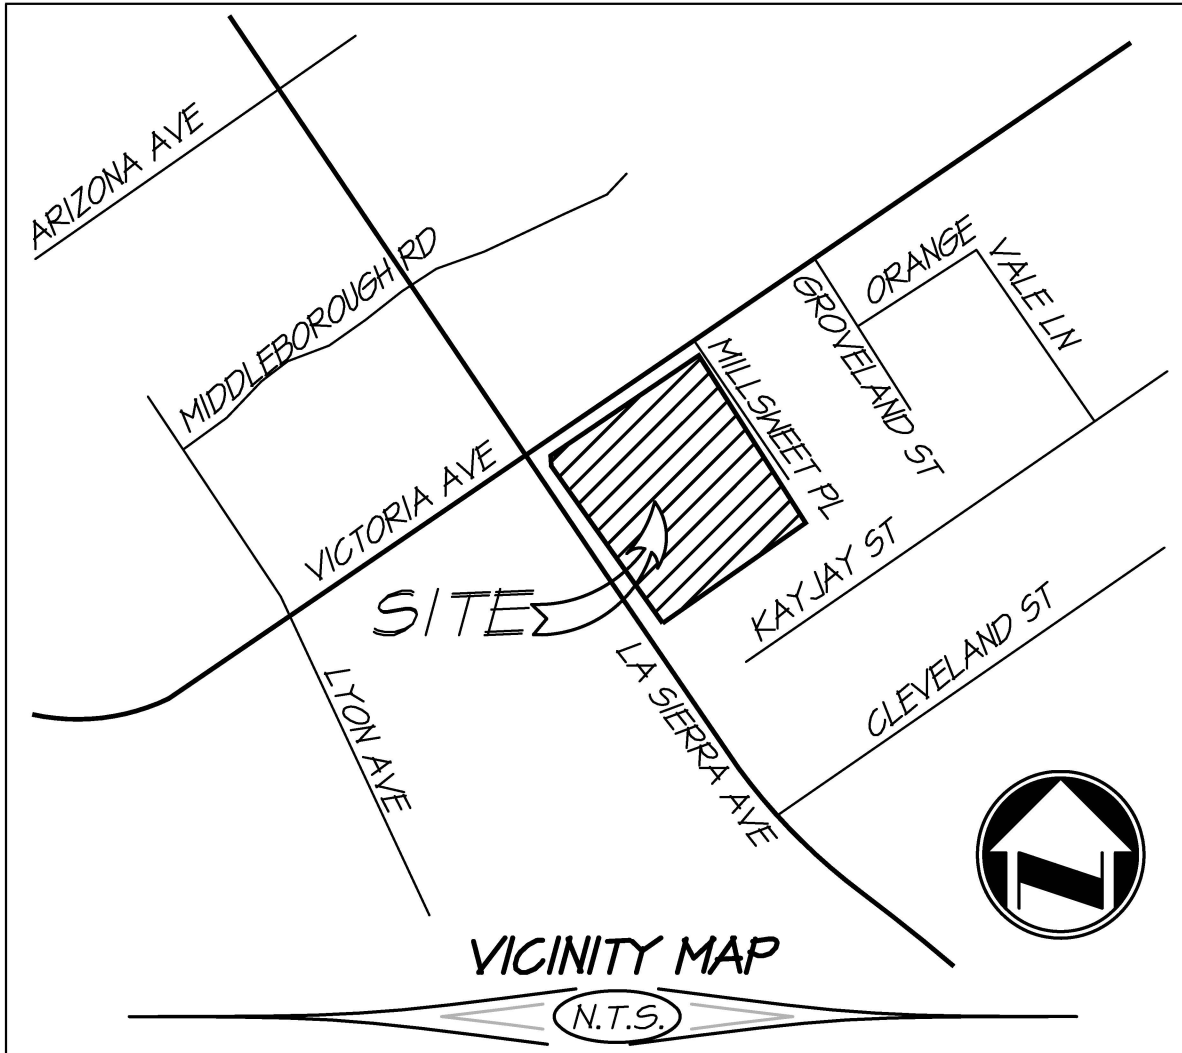 ARIZONA AVE
MIDDLEBOROUGH RD
ORANGE
VALE LN
GROVELAND ST
MILLSWEET PL
VICTORIA AVE
KAYJAY ST
SITE
CLEVELAND ST
LA SIERRA AVE
LYON AVE
N
VICINITY MAP
N.T.S.